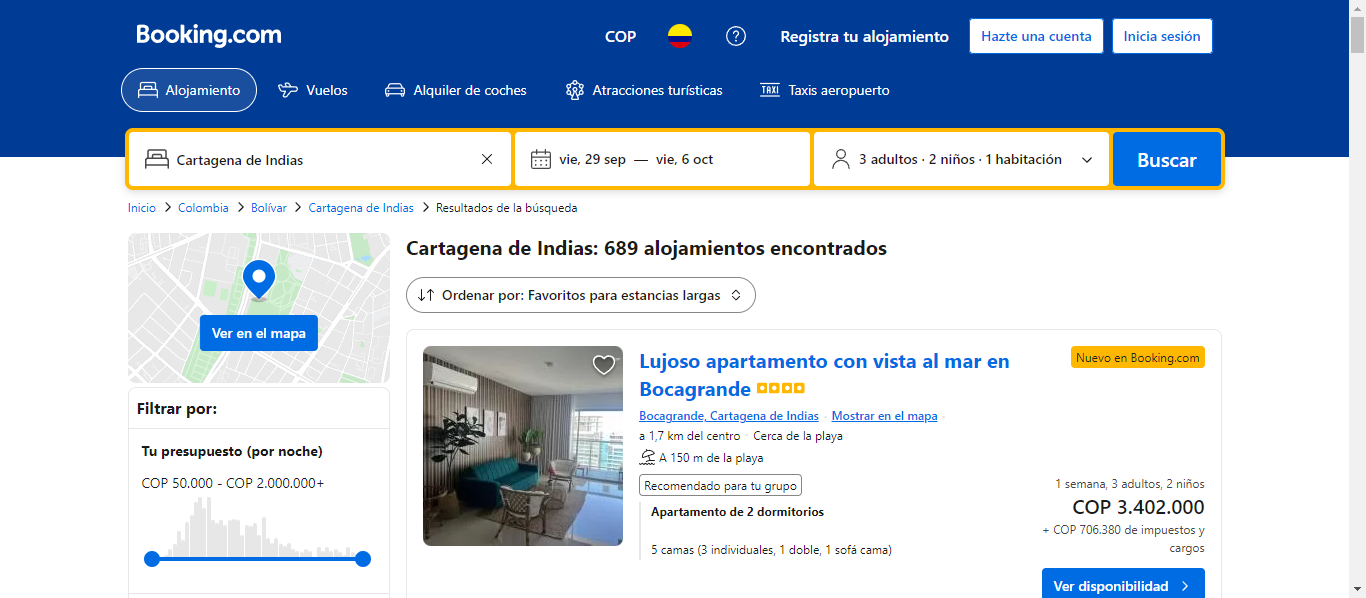 Booking.com
COP
Registra tu alojamiento
Hazte una cuenta
Inicia sesión
Alojamiento
Vuelos
Alquiler de coches
Atracciones turísticas
TAXI Taxis aeropuerto
Cartagena de Indias
vie, 29 sep — vie, 6 oct
3 adultos · 2 niños · 1 habitación
Buscar
Inicio > Colombia > Bolívar > Cartagena de Indias > Resultados de la búsqueda
Ver en el mapa
Filtrar por:
Tu presupuesto (por noche)
COP 50.000 - COP 2.000.000+
Cartagena de Indias: 689 alojamientos encontrados
Ordenar por: Favoritos para estancias largas
Lujoso apartamento con vista al mar en
Bocagrande
Nuevo en Booking.com
Bocagrande, Cartagena de Indias · Mostrar en el mapa ·
a 1,7 km del centro · Cerca de la playa
A 150 m de la playa
Recomendado para tu grupo
Apartamento de 2 dormitorios
5 camas (3 individuales, 1 doble, 1 sofá cama)
1 semana, 3 adultos, 2 niños
COP 3.402.000
+ COP 706.380 de impuestos y
cargos
Ver disponibilidad